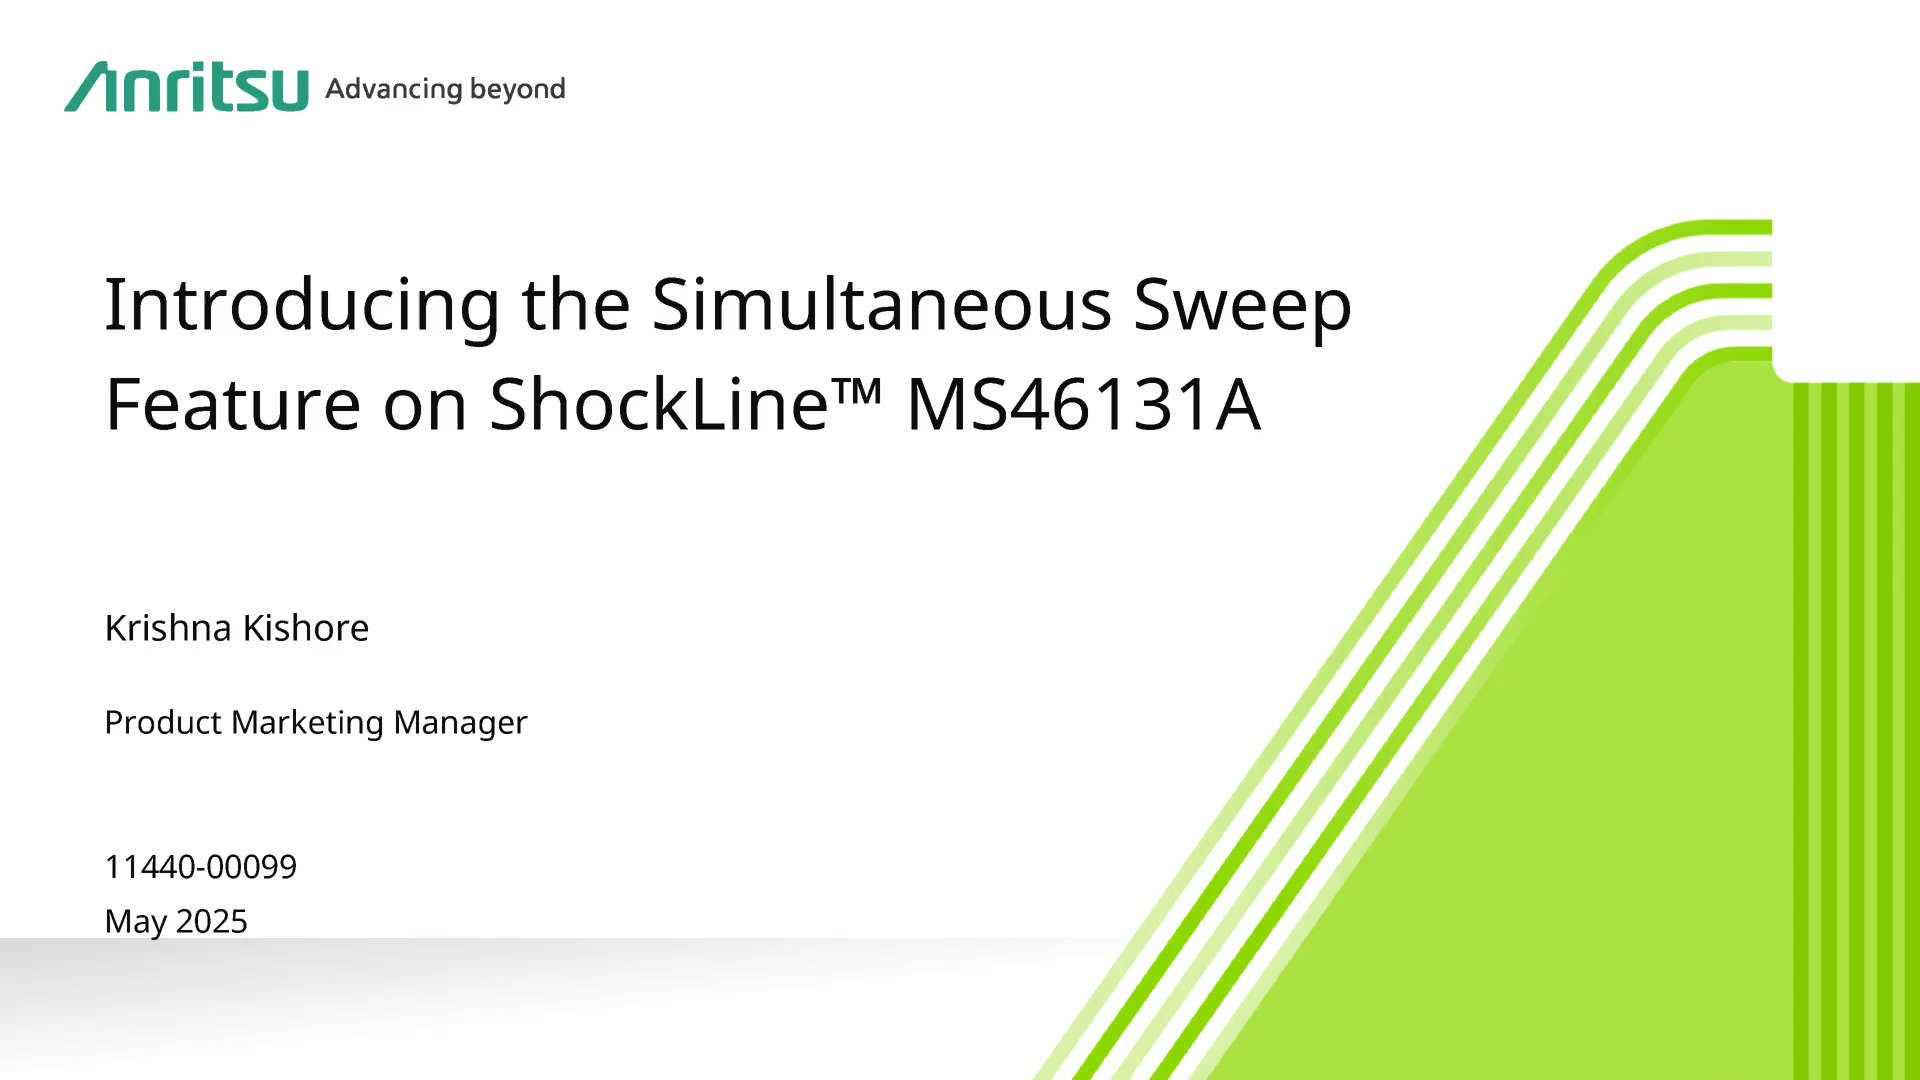 Anritsu Advancing beyond
Introducing the Simultaneous Sweep
Feature on ShockLine™ MS46131A
Krishna Kishore
Product Marketing Manager
11440-00099
May 2025